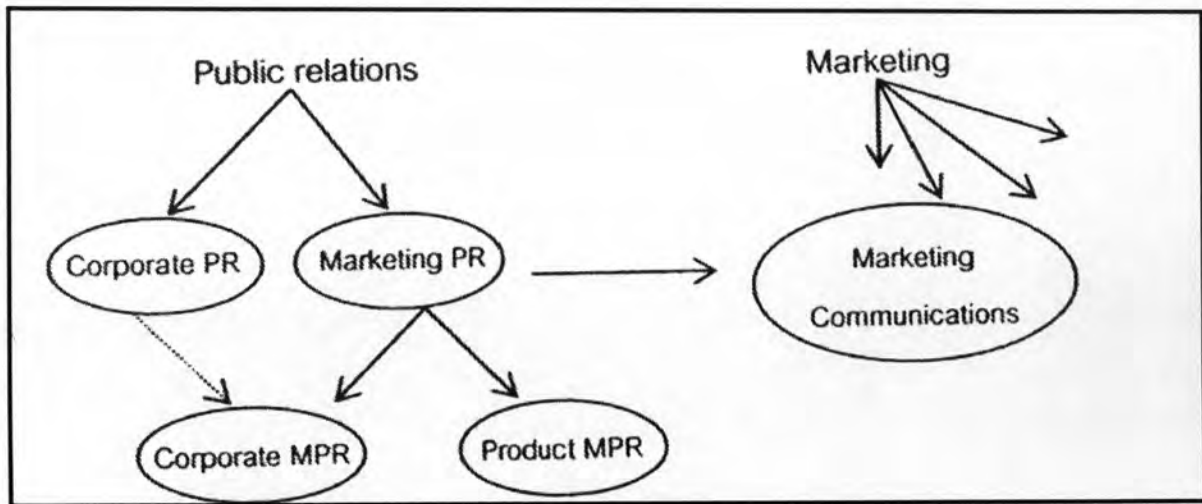 Public relations
Marketing
Corporate PR
Marketing PR
Marketing
Communications
Corporate MPR
Product MPR